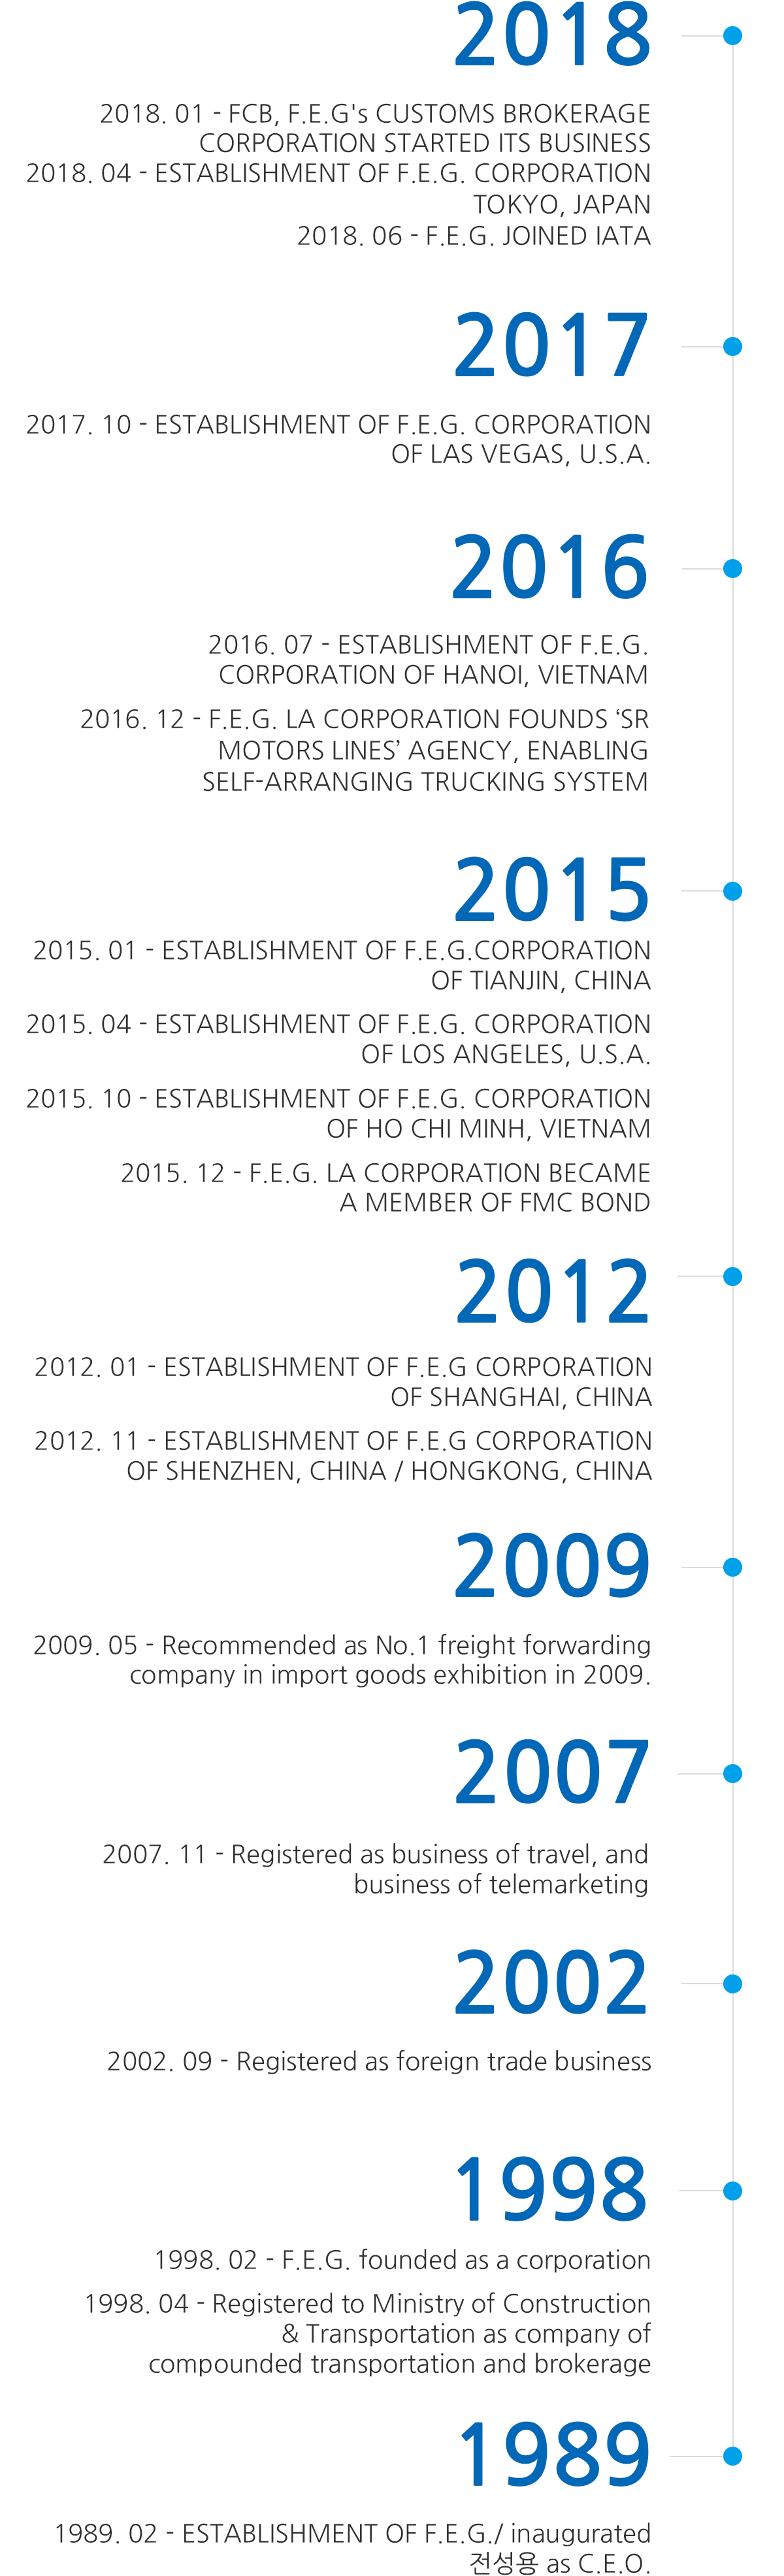 2018
2018. 01 - FCB, F.E.G's CUSTOMS BROKERAGE
CORPORATION STARTED ITS BUSINESS
2018. 04 - ESTABLISHMENT OF F.E.G. CORPORATION
TOKYO, JAPAN
2018. 06 - F.E.G. JOINED IATA
2017
2017. 10 - ESTABLISHMENT OF F.E.G. CORPORATION
OF LAS VEGAS, U.S.A.
2016
2016. 07 - ESTABLISHMENT OF F.E.G.
CORPORATION OF HANOI, VIETNAM
2016. 12 - F.E.G. LA CORPORATION FOUNDS ‘SR
MOTORS LINES’ AGENCY, ENABLING
SELF-ARRANGING TRUCKING SYSTEM
2015
2015. 01 - ESTABLISHMENT OF F.E.G.CORPORATION
OF TIANJIN, CHINA
2015. 04 - ESTABLISHMENT OF F.E.G. CORPORATION
OF LOS ANGELES, U.S.A.
2015. 10 - ESTABLISHMENT OF F.E.G. CORPORATION
OF HO CHI MINH, VIETNAM
2015. 12 - F.E.G. LA CORPORATION BECAME
A MEMBER OF FMC BOND
2012
2012. 01 - ESTABLISHMENT OF F.E.G CORPORATION
OF SHANGHAI, CHINA
2012. 11 - ESTABLISHMENT OF F.E.G CORPORATION
OF SHENZHEN, CHINA / HONGKONG, CHINA
2009
2009. 05 - Recommended as No.1 freight forwarding
company in import goods exhibition in 2009.
2007
2007. 11 - Registered as business of travel, and
business of telemarketing
2002
2002. 09 - Registered as foreign trade business
1998
1998. 02 - F.E.G. founded as a corporation
1998. 04 - Registered to Ministry of Construction
& Transportation as company of
compounded transportation and brokerage
1989
1989. 02 - ESTABLISHMENT OF F.E.G./ inaugurated
전성용 as C.E.O.